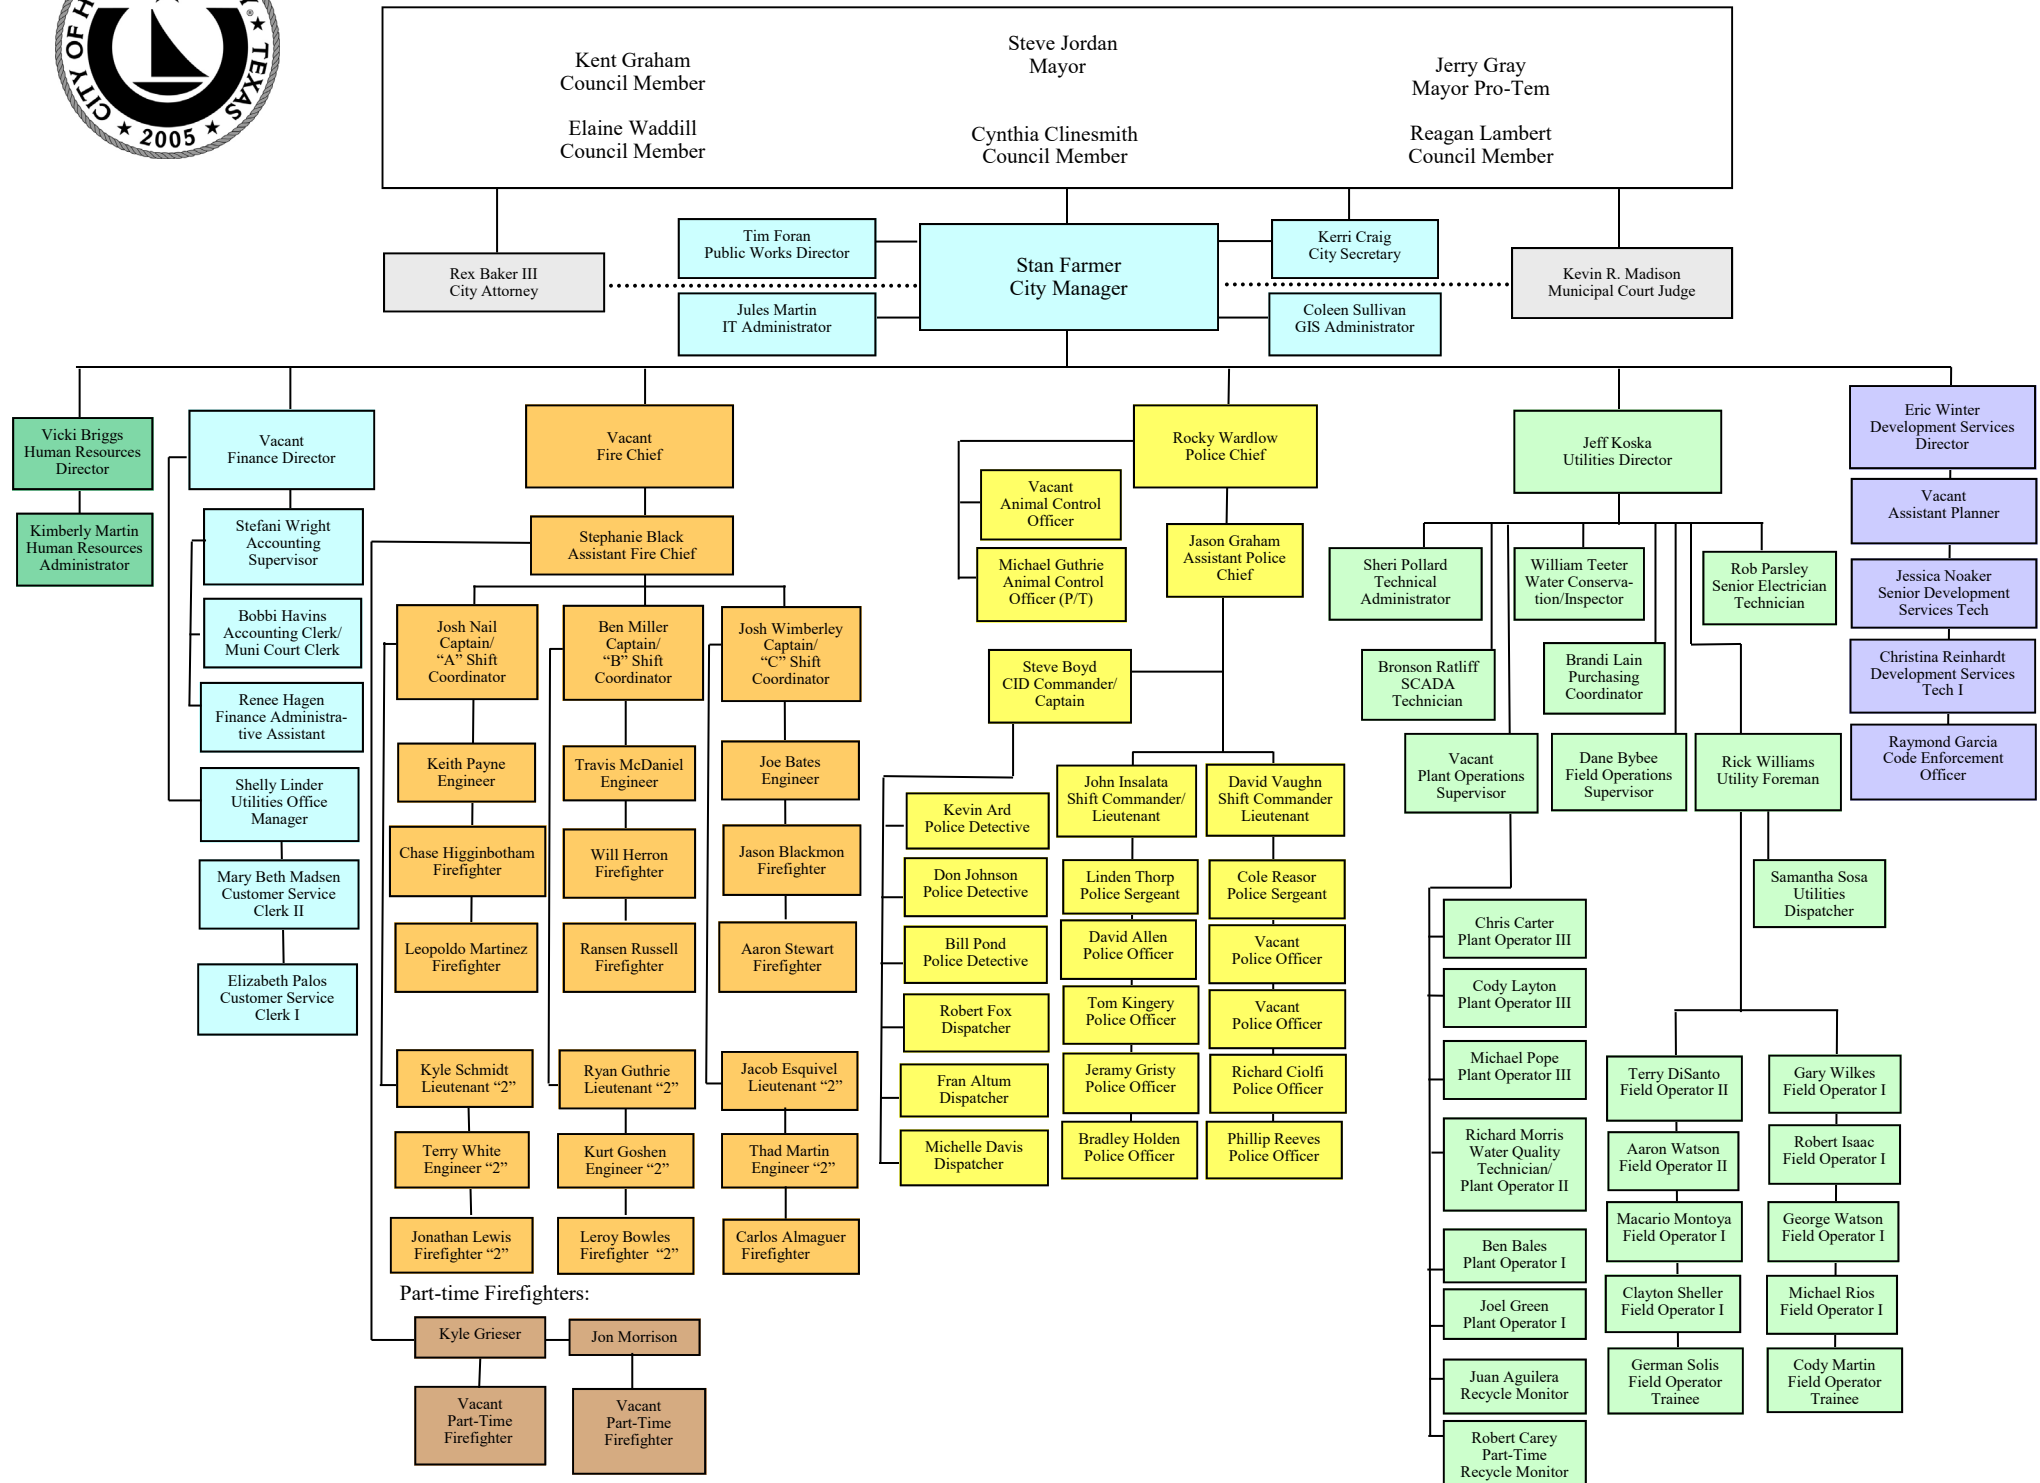 CITY OF H
Y
TEXAS
2005
Kent Graham
Council Member
Steve Jordan
Mayor
Jerry Gray
Mayor Pro-Tem
Elaine Waddill
Council Member
Cynthia Clinesmith
Council Member
Reagan Lambert
Council Member
Rex Baker III
City Attorney
Tim Foran
Public Works Director
Jules Martin
IT Administrator
Stan Farmer
City Manager
Kerri Craig
City Secretary
Coleen Sullivan
GIS Administrator
Kevin R. Madison
Municipal Court Judge
Vicki Briggs
Human Resources
Director
Kimberly Martin
Human Resources
Administrator
Vacant
Finance Director
Stefani Wright
Accounting
Supervisor
Bobbi Havins
Accounting Clerk/
Muni Court Clerk
Renee Hagen
Finance Administra-
tive Assistant
Shelly Linder
Utilities Office
Manager
Mary Beth Madsen
Customer Service
Clerk II
Elizabeth Palos
Customer Service
Clerk I
Vacant
Fire Chief
Stephanie Black
Assistant Fire Chief
Josh Nail
Captain/
“A” Shift
Coordinator
Keith Payne
Engineer
Chase Higginbotham
Firefighter
Leopoldo Martinez
Firefighter
Kyle Schmidt
Lieutenant “2”
Terry White
Engineer “2”
Jonathan Lewis
Firefighter “2”
Ben Miller
Captain/
“B” Shift
Coordinator
Travis McDaniel
Engineer
Will Herron
Firefighter
Ransen Russell
Firefighter
Ryan Guthrie
Lieutenant “2”
Kurt Goshen
Engineer “2”
Leroy Bowles
Firefighter “2”
Josh Wimberley
Captain/
“C” Shift
Coordinator
Joe Bates
Engineer
Jason Blackmon
Firefighter
Aaron Stewart
Firefighter
Jacob Esquivel
Lieutenant “2”
Thad Martin
Engineer “2”
Carlos Almaguer
Firefighter
Part-time Firefighters:
Kyle Grieser
Jon Morrison
Vacant
Part-Time
Firefighter
Vacant
Part-Time
Firefighter
Rocky Wardlow
Police Chief
Vacant
Animal Control
Officer
Michael Guthrie
Animal Control
Officer (P/T)
Jason Graham
Assistant Police
Chief
Steve Boyd
CID Commander/
Captain
Kevin Ard
Police Detective
Don Johnson
Police Detective
Bill Pond
Police Detective
Robert Fox
Dispatcher
Fran Altum
Dispatcher
Michelle Davis
Dispatcher
John Insalata
Shift Commander/
Lieutenant
Linden Thorp
Police Sergeant
David Allen
Police Officer
Tom Kingery
Police Officer
Jeramy Gristy
Police Officer
Bradley Holden
Police Officer
David Vaughn
Shift Commander
Lieutenant
Cole Reasor
Police Sergeant
Vacant
Police Officer
Vacant
Police Officer
Richard Ciolfi
Police Officer
Phillip Reeves
Police Officer
Jeff Koska
Utilities Director
Sheri Pollard
Technical
Administrator
William Teeter
Water Conserva-
tion/Inspector
Rob Parsley
Senior Electrician
Technician
Bronson Ratliff
SCADA
Technician
Brandi Lain
Purchasing
Coordinator
Vacant
Plant Operations
Supervisor
Dane Bybee
Field Operations
Supervisor
Rick Williams
Utility Foreman
Samantha Sosa
Utilities
Dispatcher
Chris Carter
Plant Operator III
Cody Layton
Plant Operator III
Michael Pope
Plant Operator III
Richard Morris
Water Quality
Technician/
Plant Operator II
Ben Bales
Plant Operator I
Joel Green
Plant Operator I
Juan Aguilera
Recycle Monitor
Robert Carey
Part-Time
Recycle Monitor
Terry DiSanto
Field Operator II
Aaron Watson
Field Operator II
Macario Montoya
Field Operator I
Clayton Sheller
Field Operator I
German Solis
Field Operator
Trainee
Gary Wilkes
Field Operator I
Robert Isaac
Field Operator I
George Watson
Field Operator I
Michael Rios
Field Operator I
Cody Martin
Field Operator
Trainee
Eric Winter
Development Services
Director
Vacant
Assistant Planner
Jessica Noaker
Senior Development
Services Tech
Christina Reinhardt
Development Services
Tech I
Raymond Garcia
Code Enforcement
Officer